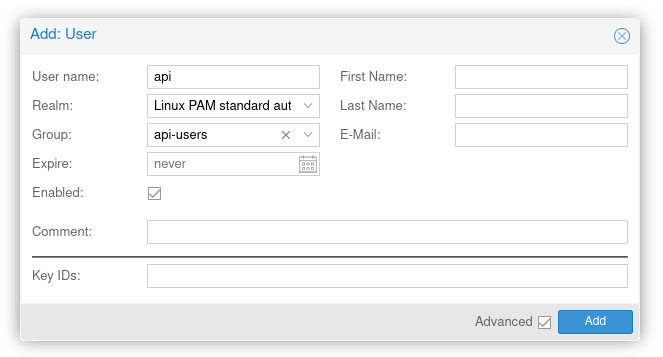 Add: User
User name: api First Name:
Realm: Linux PAM standard aut Last Name:
Group: api-users E-Mail:
Expire: never
Enabled:
Comment:
Key IDs:
Advanced Add